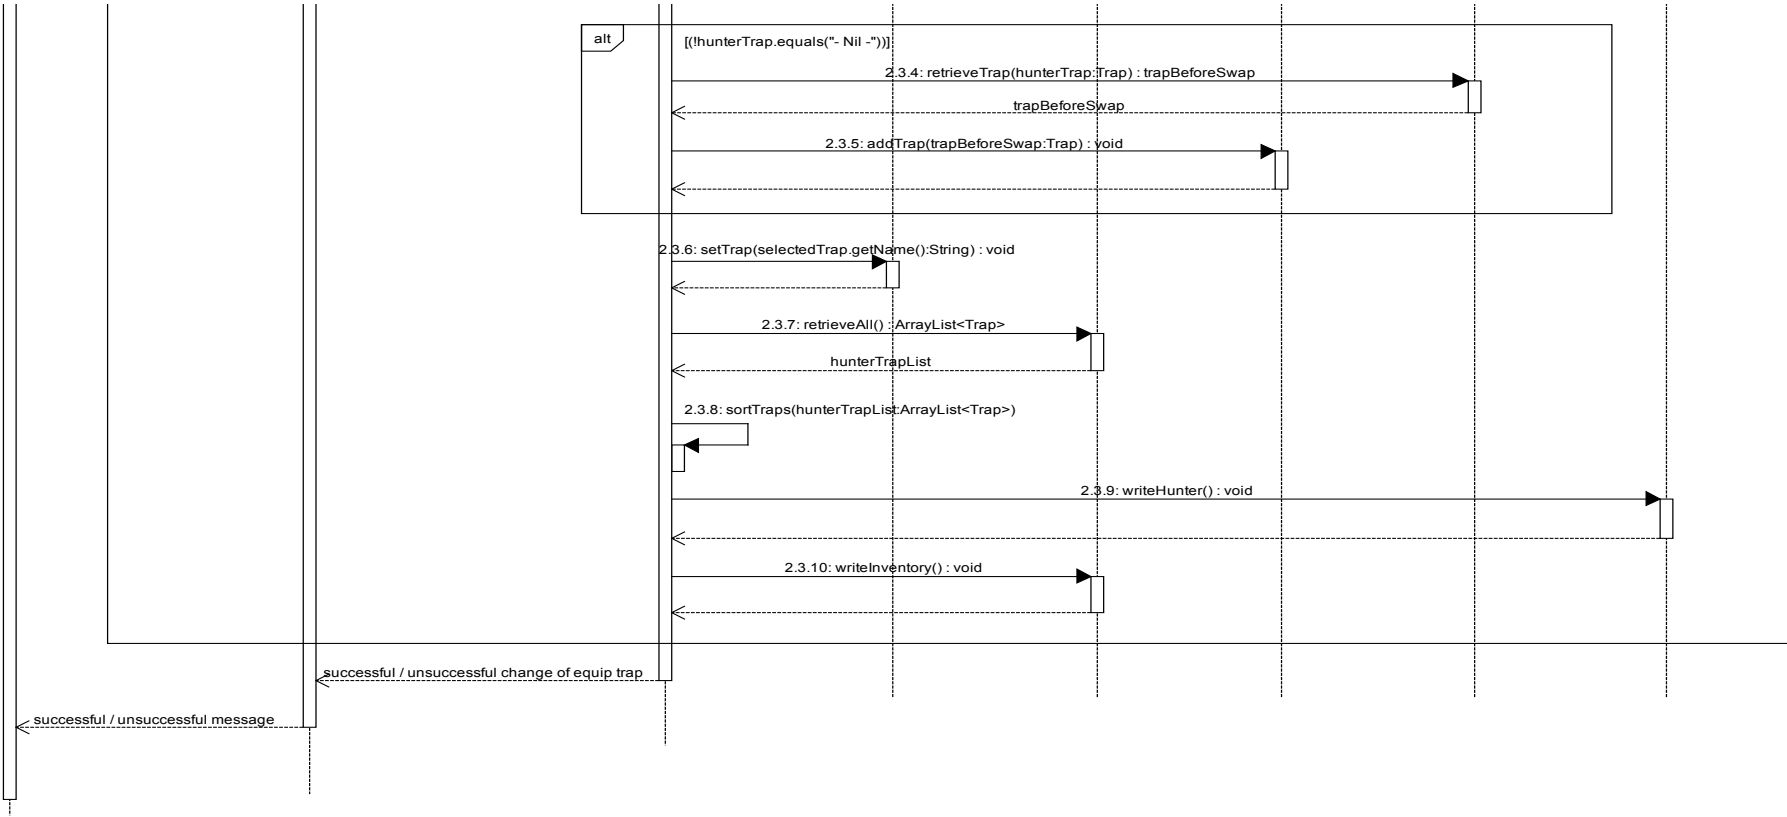 alt
[(!hunterTrap.equals("- Nil -"))]
2.3.4: retrieveTrap(hunterTrap:Trap) : trapBeforeSwap
trapBeforeSwap
2.3.5: addTrap(trapBeforeSwap:Trap) : void
2.3.6: setTrap(selectedTrap.getName():String) : void
2.3.7: retrieveAll() : ArrayList<Trap>
hunterTrapList
2.3.8: sortTraps(hunterTrapList:ArrayList<Trap>)
2.3.9: writeHunter() : void
2.3.10: writeInventory() : void
successful / unsuccessful change of equip trap
successful / unsuccessful message